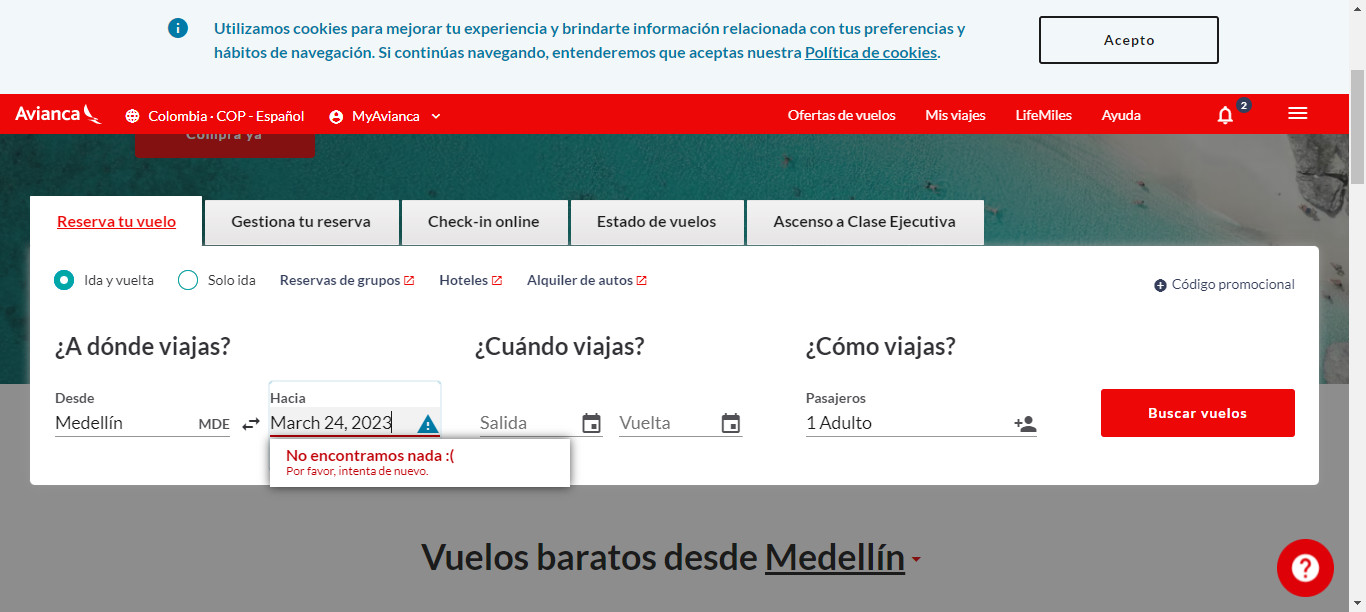 Utilizamos cookies para mejorar tu experiencia y brindarte información relacionada con tus preferencias y
hábitos de navegación. Si continúas navegando, entenderemos que aceptas nuestra Política de cookies.
Acepto
Avianca
Colombia · COP - Español
MyAvianca
Ofertas de vuelos
Mis viajes
LifeMiles
Ayuda
2
Compra ya
Reserva tu vuelo
Gestiona tu reserva
Check-in online
Estado de vuelos
Ascenso a Clase Ejecutiva
Ida y vuelta
Solo ida
Reservas de grupos
Hoteles
Alquiler de autos
Código promocional
¿A dónde viajas?
¿Cuándo viajas?
¿Cómo viajas?
Desde
Medellín MDE
Hacia
March 24, 2023
Salida
Vuelta
Pasajeros
1 Adulto
Buscar vuelos
No encontramos nada :(
Por favor, intenta de nuevo.
Vuelos baratos desde Medellín
?